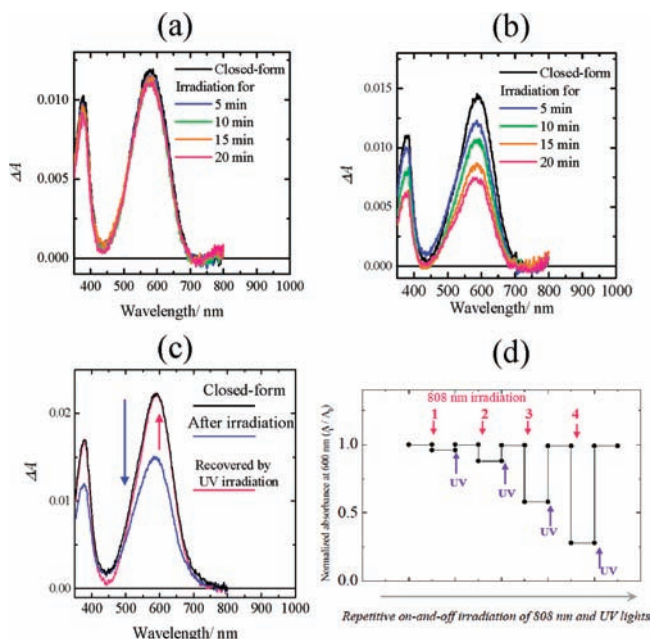 (a)
Closed-form
Irradiation for
5 min
10 min
15 min
20 min
ΔA
0.010
0.005
0.000
400 500 600 700 800 900 1000
Wavelength/ nm
(b)
Closed-form
Irradiation for
5 min
10 min
15 min
20 min
ΔA
0.015
0.010
0.005
0.000
400 500 600 700 800 900 1000
Wavelength/ nm
(c)
Closed-form
After irradiation
Recovered by
UV irradiation
ΔA
0.02
0.01
0.00
400 500 600 700 800 900 1000
Wavelength/ nm
(d)
808 nm irradiation
1 2 3 4
UV UV UV UV
1.0
0.5
0.0
Repetitive on-and-off irradiation of 808 nm and UV lights